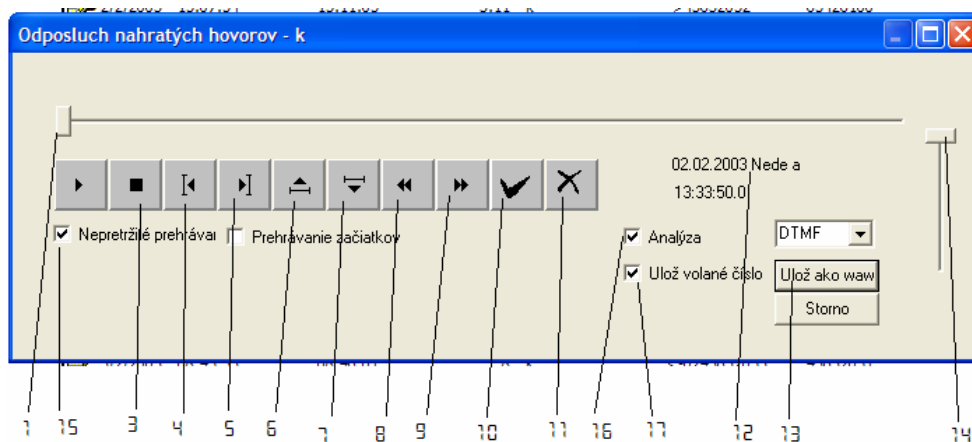 Odposluch nahratých hovorov - k
02.02.2003 Nede a
13:33:50.0
Nepretržité prehrávar
Prehrávanie začiatkov
Analýza
DTMF
Ulož volané číslo
Ulož ako waw
Storno
1 15 3 4 5 6 7 8 9 10 11 16 17 12 13 14